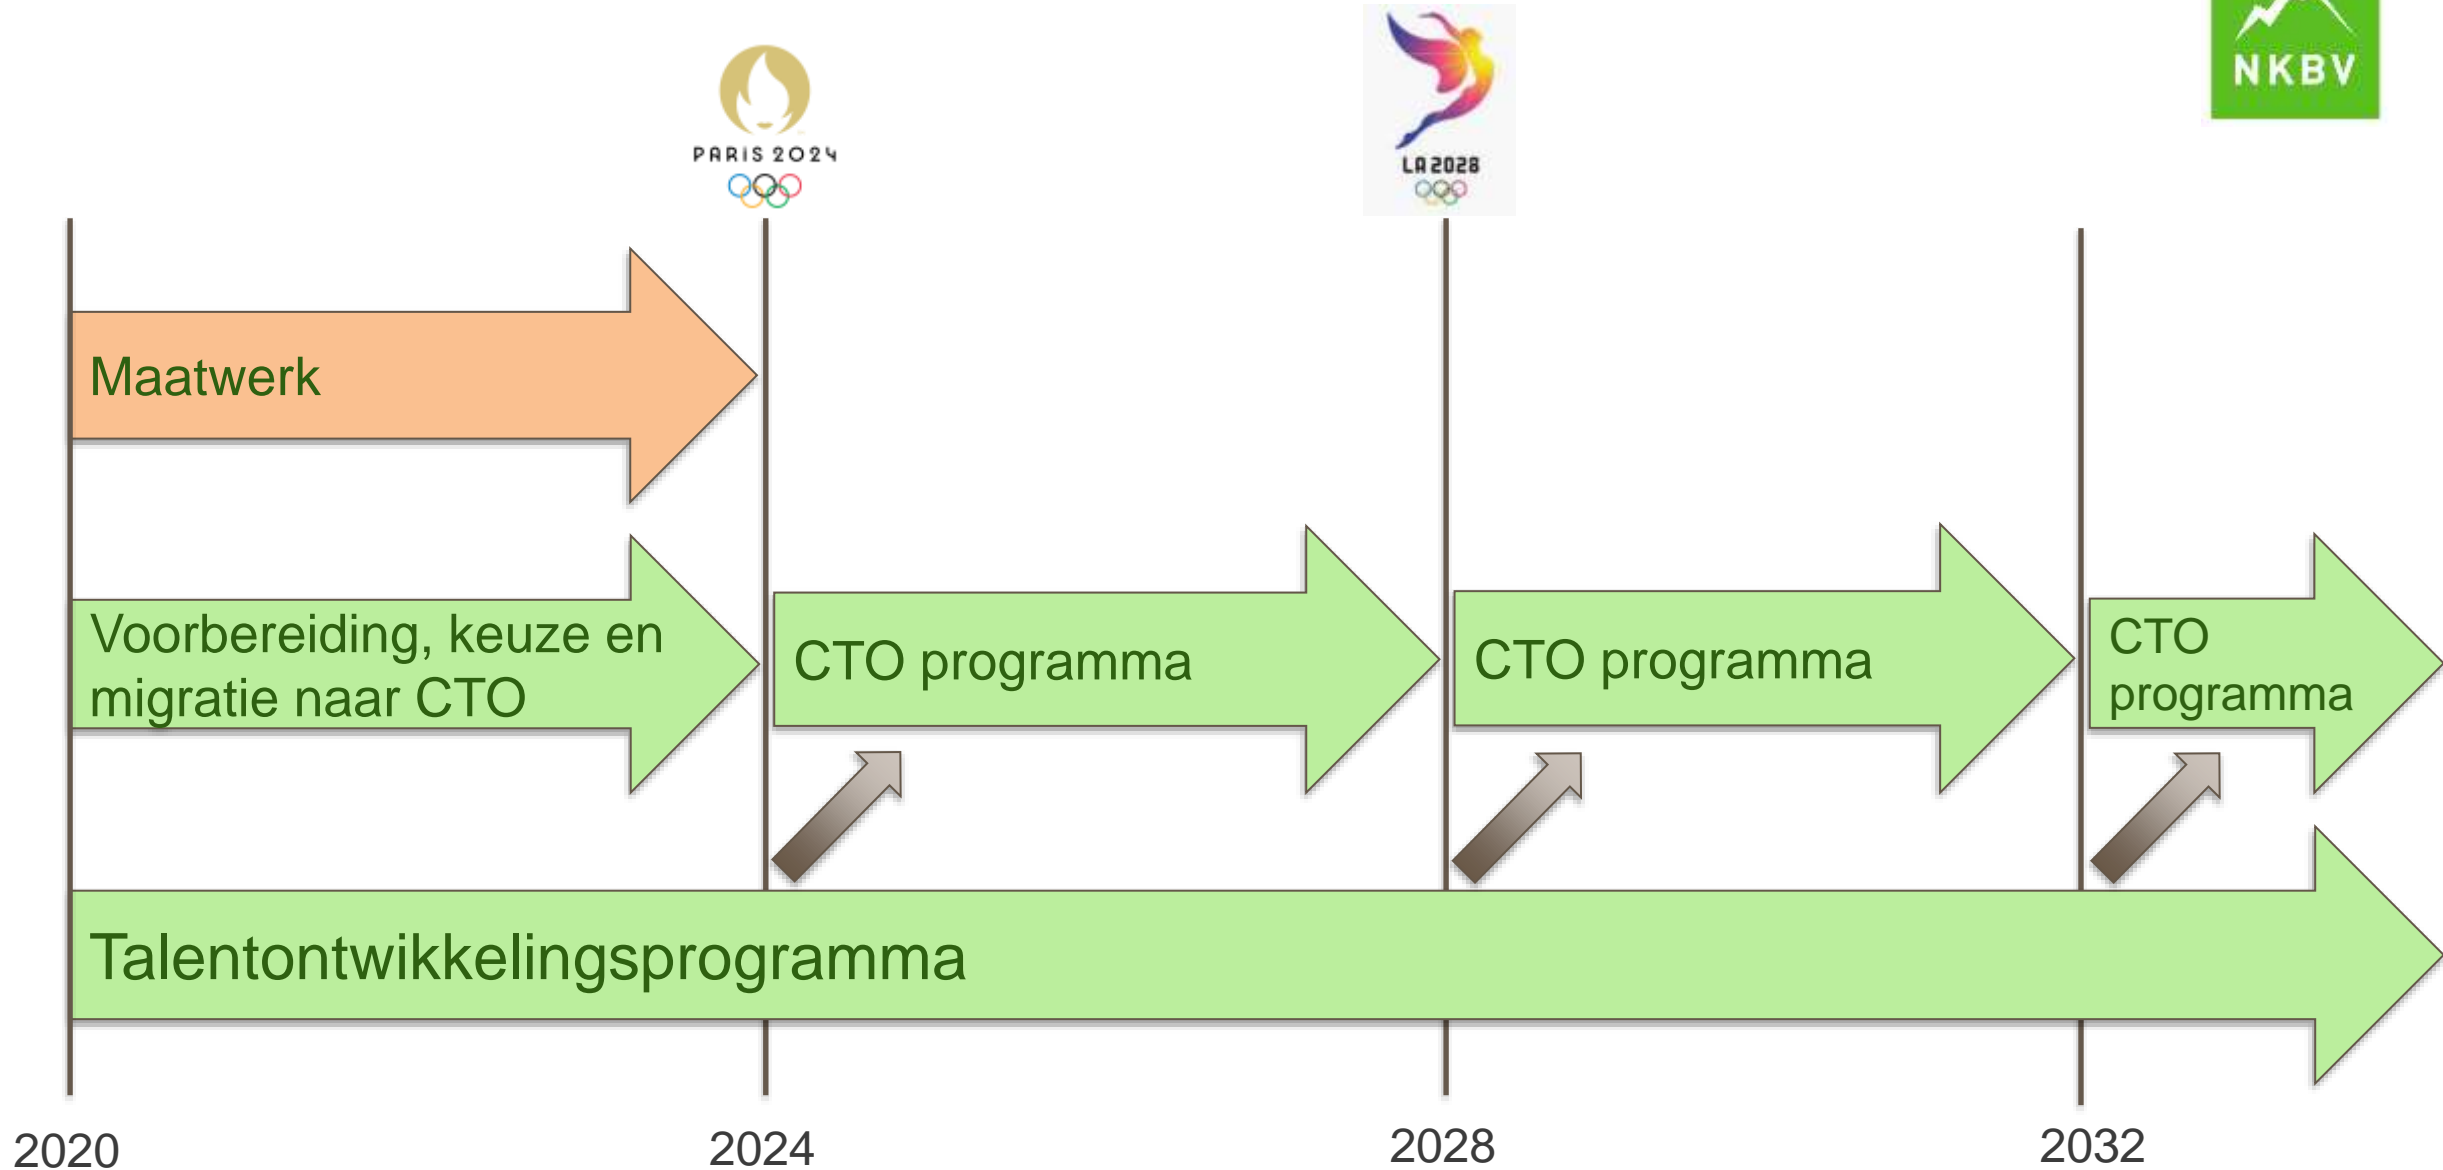 NKBV
PARIS 2024
LA 2028
Maatwerk
Voorbereiding, keuze en
migratie naar CTO
CTO programma
CTO programma
CTO
programma
Talentontwikkelingsprogramma
2020
2024
2028
2032